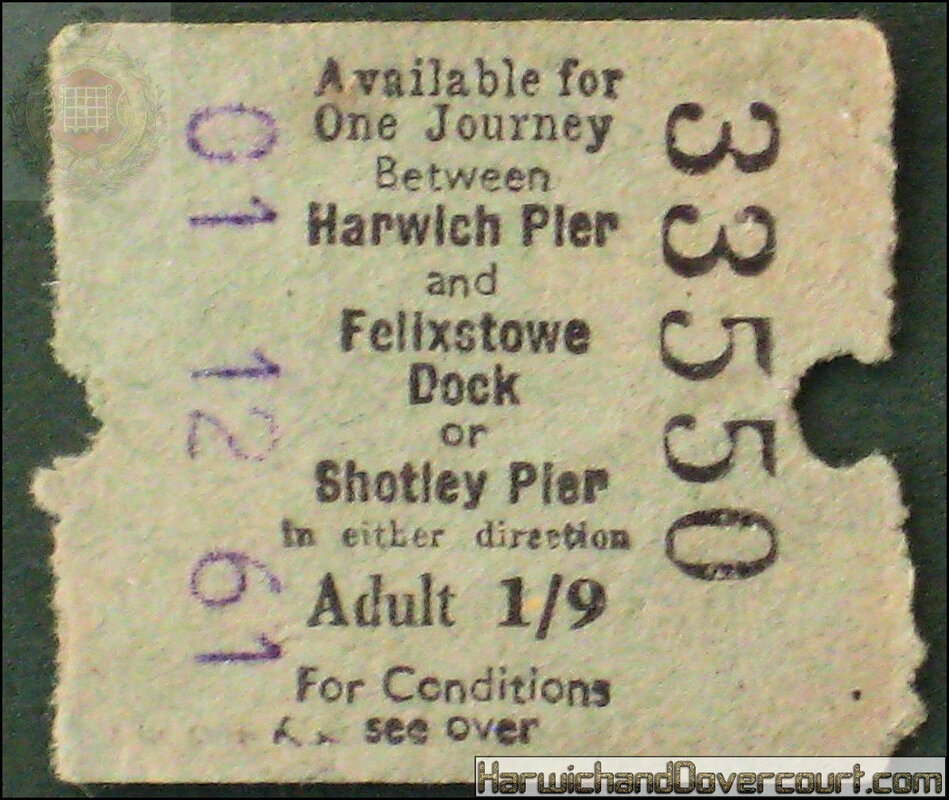 Available for
One Journey
Between
Harwich Pier
and
Felixstowe
Dock
or
Shotley Pier
In either direction
Adult 1/9
For Conditions
see over
01 12 61
33550
HarwichandDovercourt.com